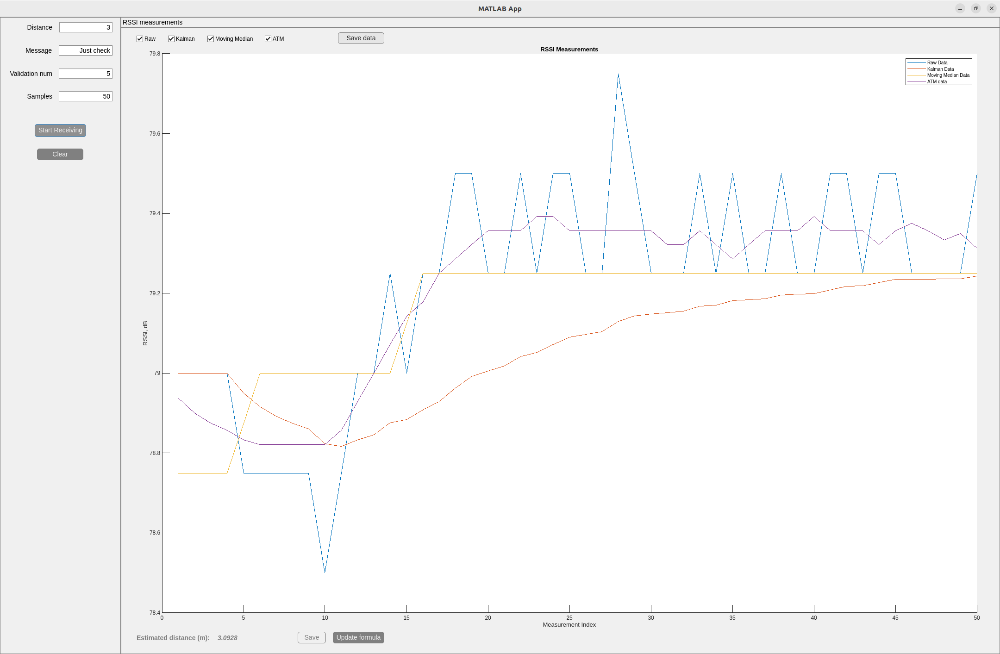 MATLAB App
Distance 3
Message Just check
Validation num 5
Samples 50
Start Receiving
Clear
RSSI measurements
Raw Kalman Moving Median ATM Save data
RSSI Measurements
Raw Data
Kalman Data
Moving Median Data
ATM data
79.8
79.6
79.4
79.2
79
78.8
78.6
78.4
RSSI, dB
0 5 10 15 20 25 30 35 40 45 50
Measurement Index
Estimated distance (m): 3.0928 Save Update formula